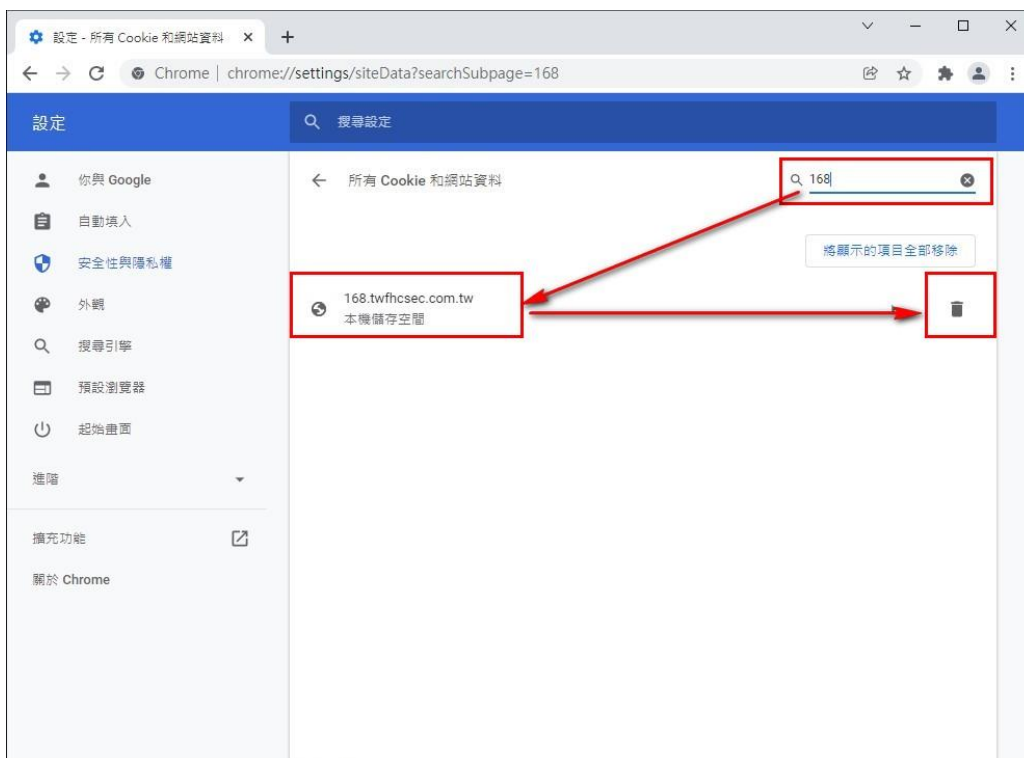 設定 - 所有 Cookie 和網站資料
Chrome | chrome://settings/siteData?searchSubpage=168
設定
搜尋設定
你與 Google
自動填入
安全性與隱私權
外觀
搜尋引擎
預設瀏覽器
起始畫面
進階
擴充功能
關於 Chrome
所有 Cookie 和網站資料
168
將顯示的項目全部移除
168.twfhcsec.com.tw
本機儲存空間